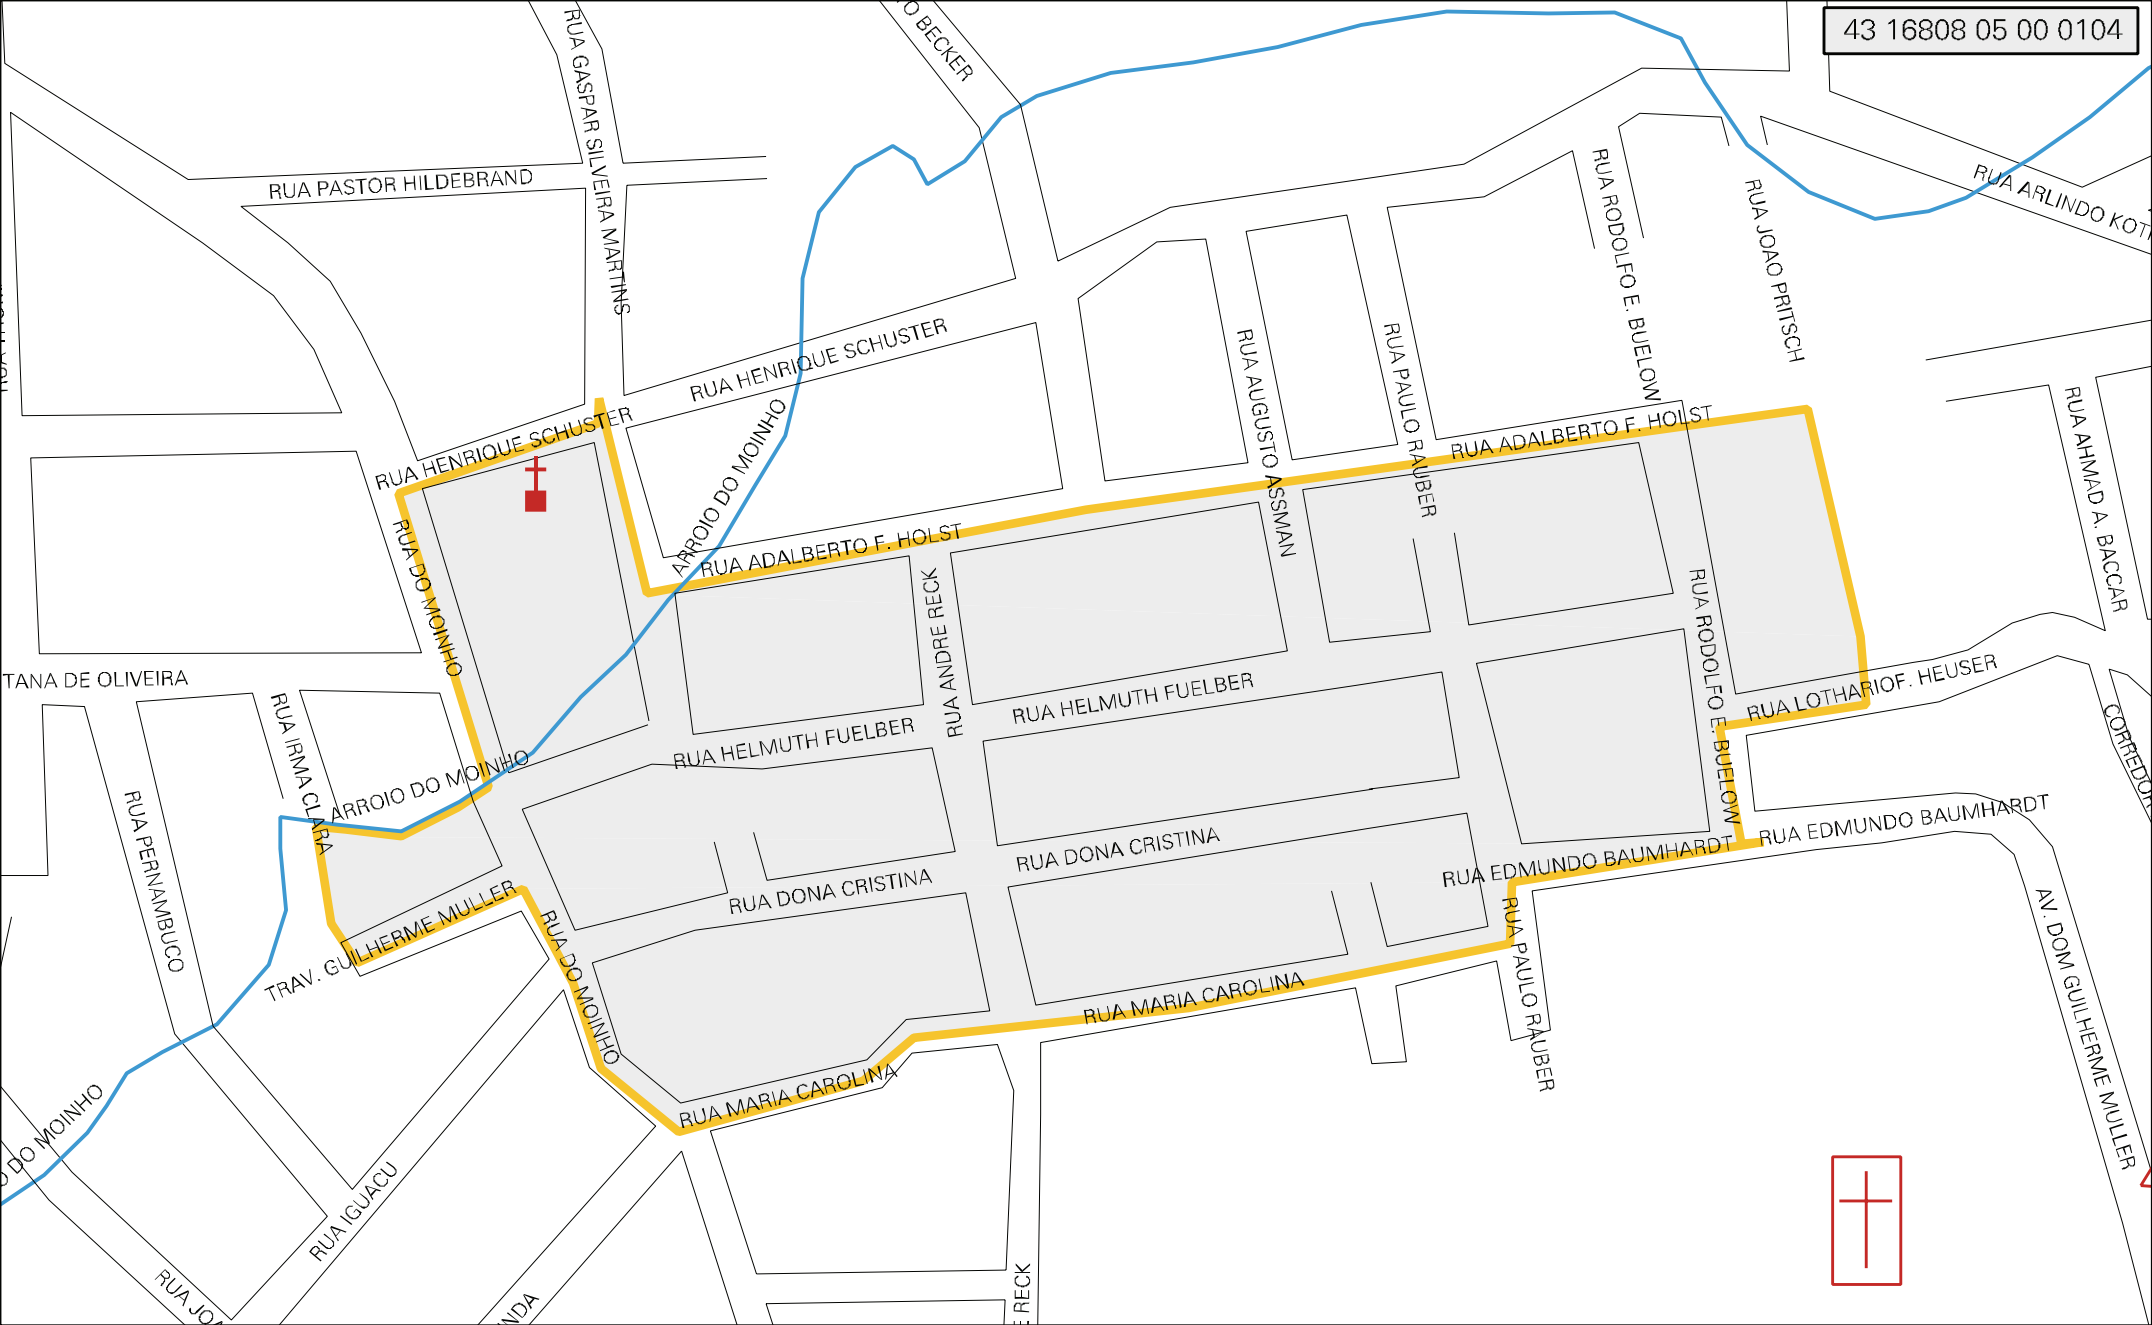 43 16808 05 00 0104
BECKER
RUA GASPAR SILVEIRA MARTINS
RUA PASTOR HILDEBRAND
RUA RODOLFO E. BUELOW
RUA JOAO PRITSCH
RUA ARLINDO KOT
RUA HENRIQUE SCHUSTER
RUA HENRIQUE SCHUSTER
RUA AUGUSTO ASSMAN
RUA PAULO RAUBER
RUA ADALBERTO F. HOLST
RUA AHMAD A. BACCAR
ARROIO DO MOINHO
RUA ADALBERTO F. HOLST
RUA DO MOINHO
RUA ANDRE RECK
RUA RODOLFO E. BUELOW
TANA DE OLIVEIRA
RUA IRMA CLARA
RUA HELMUTH FUELBER
RUA HELMUTH FUELBER
RUA LOTHARIOF. HEUSER
CORREDOR
ARROIO DO MOINHO
RUA PERNAMBUCO
RUA DONA CRISTINA
RUA DONA CRISTINA
RUA EDMUNDO BAUMHARDT
RUA EDMUNDO BAUMHARDT
TRAV. GUILHERME MULLER
RUA DO MOINHO
RUA PAULO RAUBER
AV. DOM GUILHERME MULLER
RUA MARIA CAROLINA
RUA MARIA CAROLINA
O DO MOINHO
RUA IGUACU
RUA JOA
NDA
E RECK